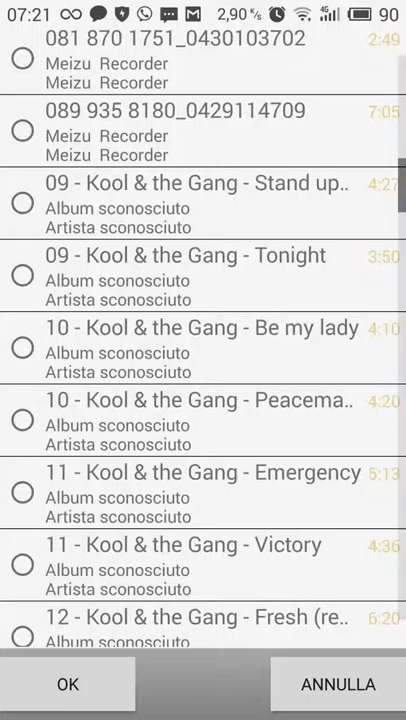 07:21 2,90 K/s 4G 90
081 870 1751_0430103702 2:49
Meizu Recorder
Meizu Recorder
089 935 8180_0429114709 7:05
Meizu Recorder
Meizu Recorder
09 - Kool & the Gang - Stand up.. 4:27
Album sconosciuto
Artista sconosciuto
09 - Kool & the Gang - Tonight 3:50
Album sconosciuto
Artista sconosciuto
10 - Kool & the Gang - Be my lady 4:10
Album sconosciuto
Artista sconosciuto
10 - Kool & the Gang - Peacema.. 4:20
Album sconosciuto
Artista sconosciuto
11 - Kool & the Gang - Emergency 5:13
Album sconosciuto
Artista sconosciuto
11 - Kool & the Gang - Victory 4:36
Album sconosciuto
Artista sconosciuto
12 - Kool & the Gang - Fresh (re.. 6:20
Album sconosciuto
OK ANNULLA